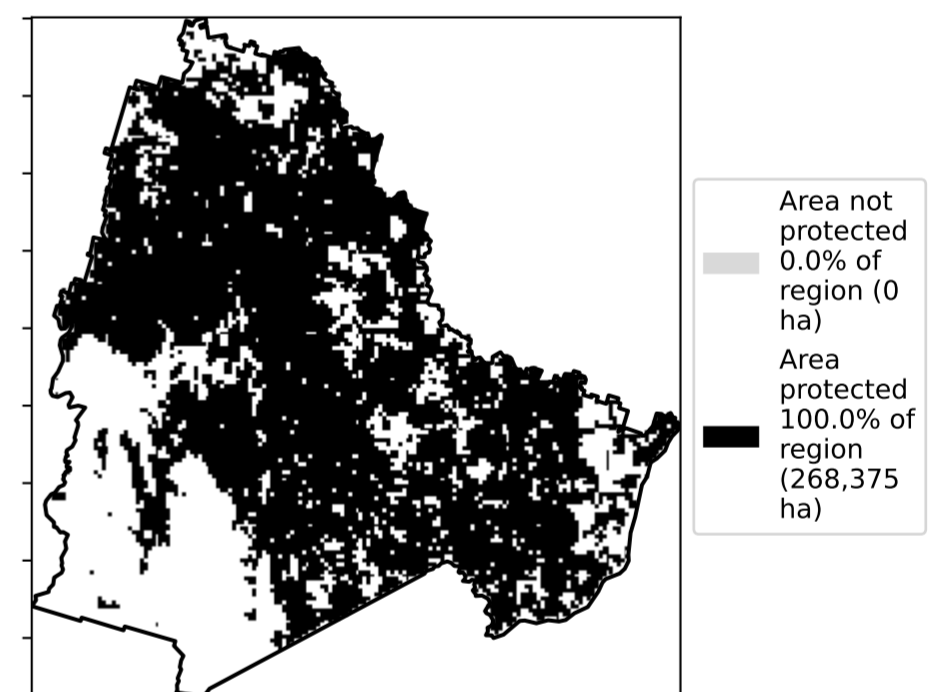 Area not
protected
0.0% of
region (0
ha)
Area
protected
100.0% of
region
(268,375
ha)